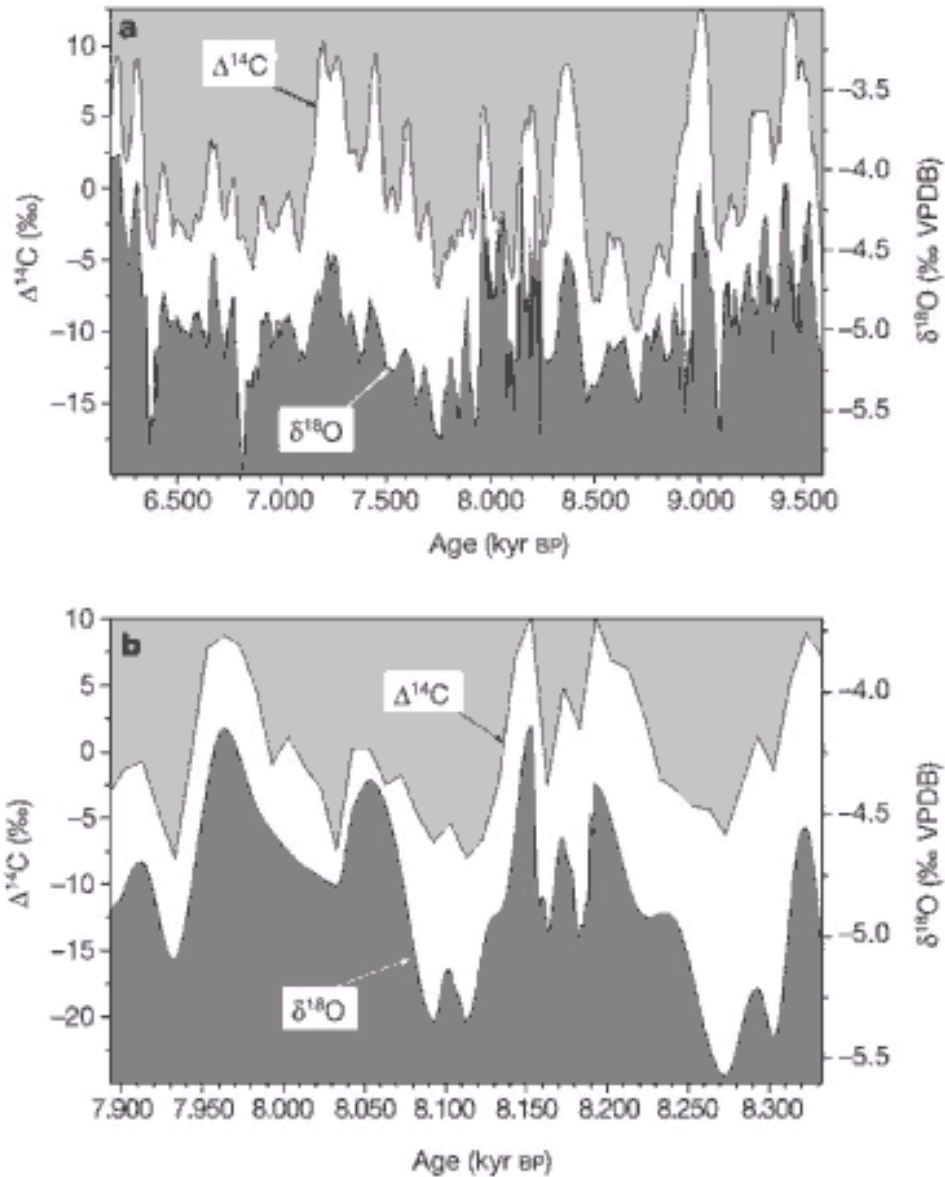 a
Δ¹⁴C
δ¹⁸O
10
5
0
−5
−10
−15
Δ¹⁴C (‰)
−3.5
−4.0
−4.5
−5.0
−5.5
δ¹⁸O (‰ VPDB)
6.500 7.000 7.500 8.000 8.500 9.000 9.500
Age (kyr BP)
b
Δ¹⁴C
δ¹⁸O
10
5
0
−5
−10
−15
−20
Δ¹⁴C (‰)
−4.0
−4.5
−5.0
−5.5
δ¹⁸O (‰ VPDB)
7.900 7.950 8.000 8.050 8.100 8.150 8.200 8.250 8.300
Age (kyr BP)